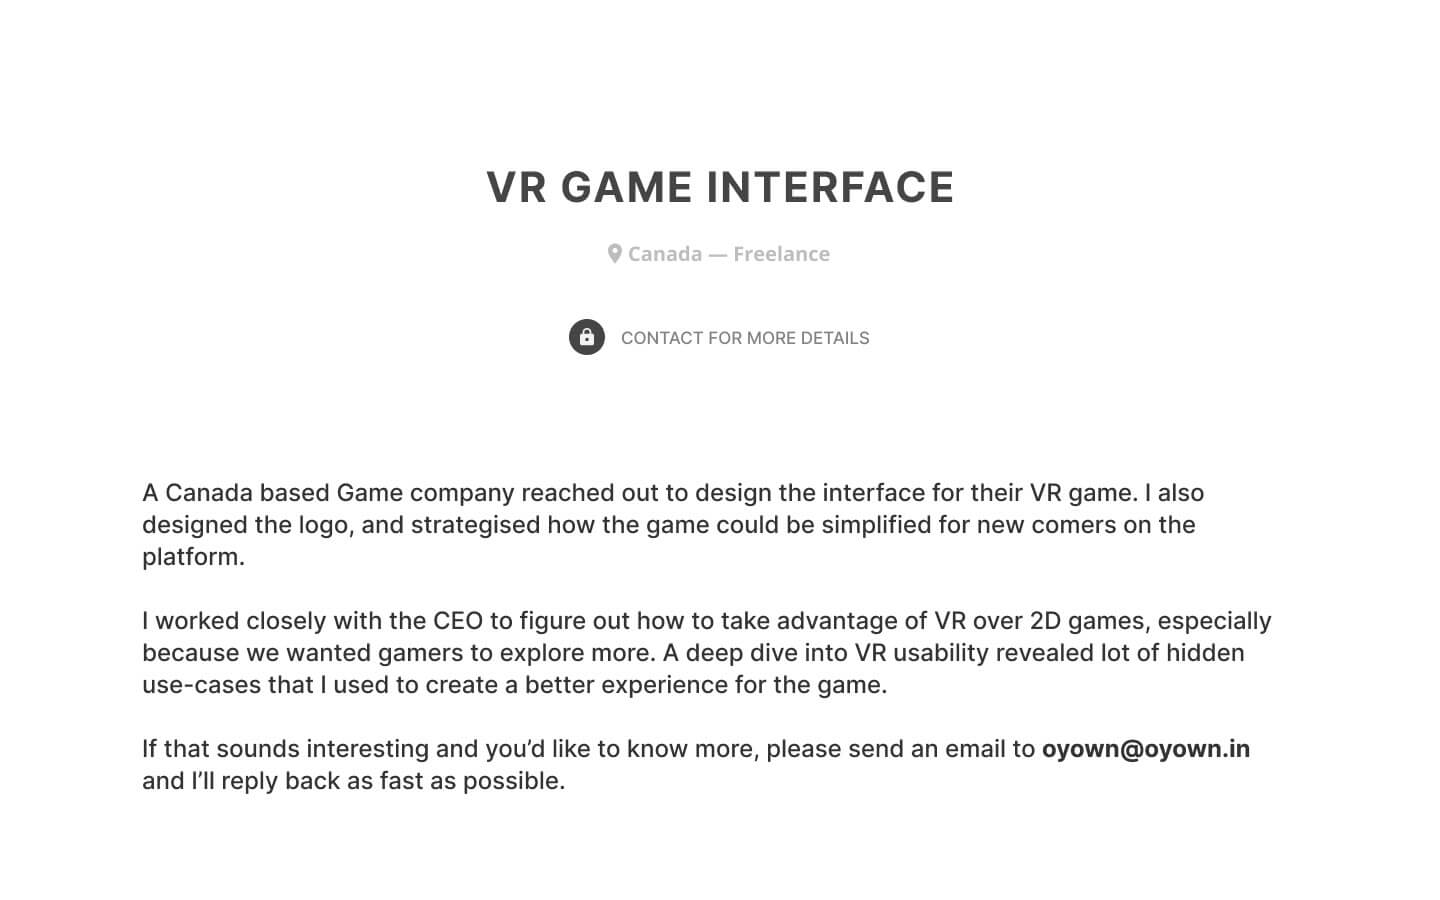 VR GAME INTERFACE
Canada — Freelance
CONTACT FOR MORE DETAILS
A Canada based Game company reached out to design the interface for their VR game. I also
designed the logo, and strategised how the game could be simplified for new comers on the
platform.
I worked closely with the CEO to figure out how to take advantage of VR over 2D games, especially
because we wanted gamers to explore more. A deep dive into VR usability revealed lot of hidden
use-cases that I used to create a better experience for the game.
If that sounds interesting and you’d like to know more, please send an email to oyown@oyown.in
and I’ll reply back as fast as possible.